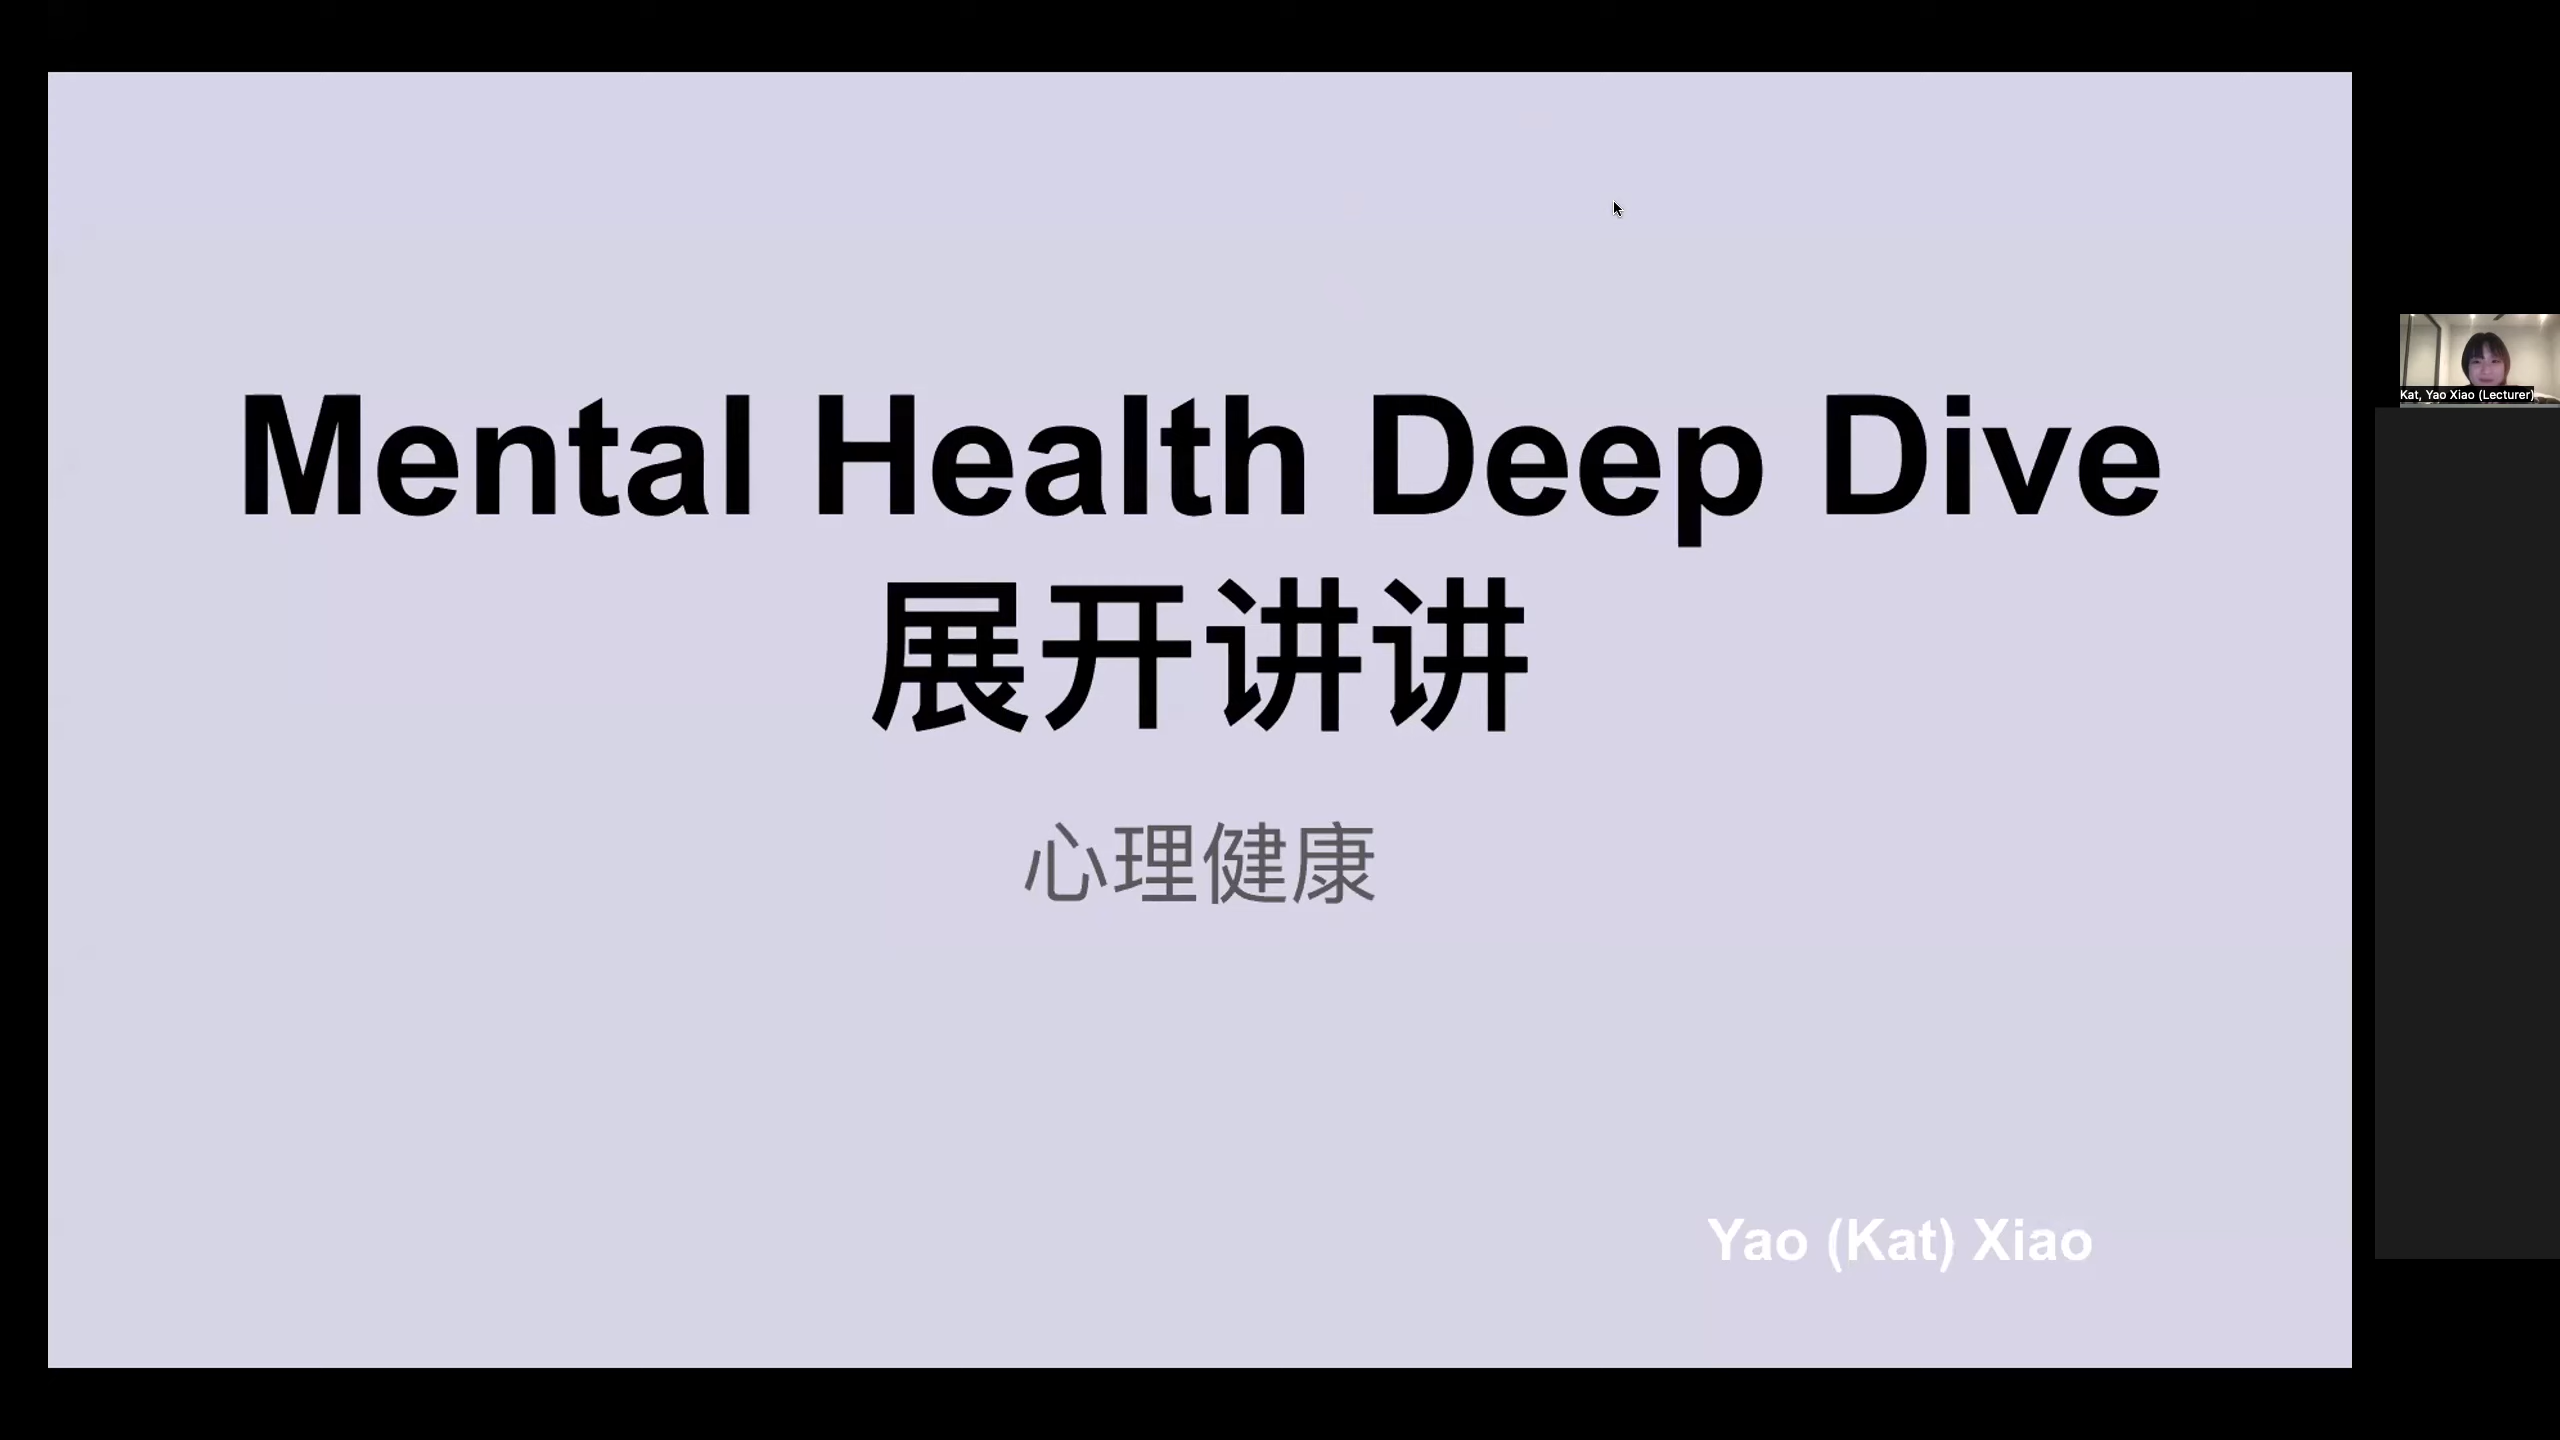 Mental Health Deep Dive
展开讲讲
心理健康
Yao (Kat) Xiao
Kat, Yao Xiao (Lecturer)